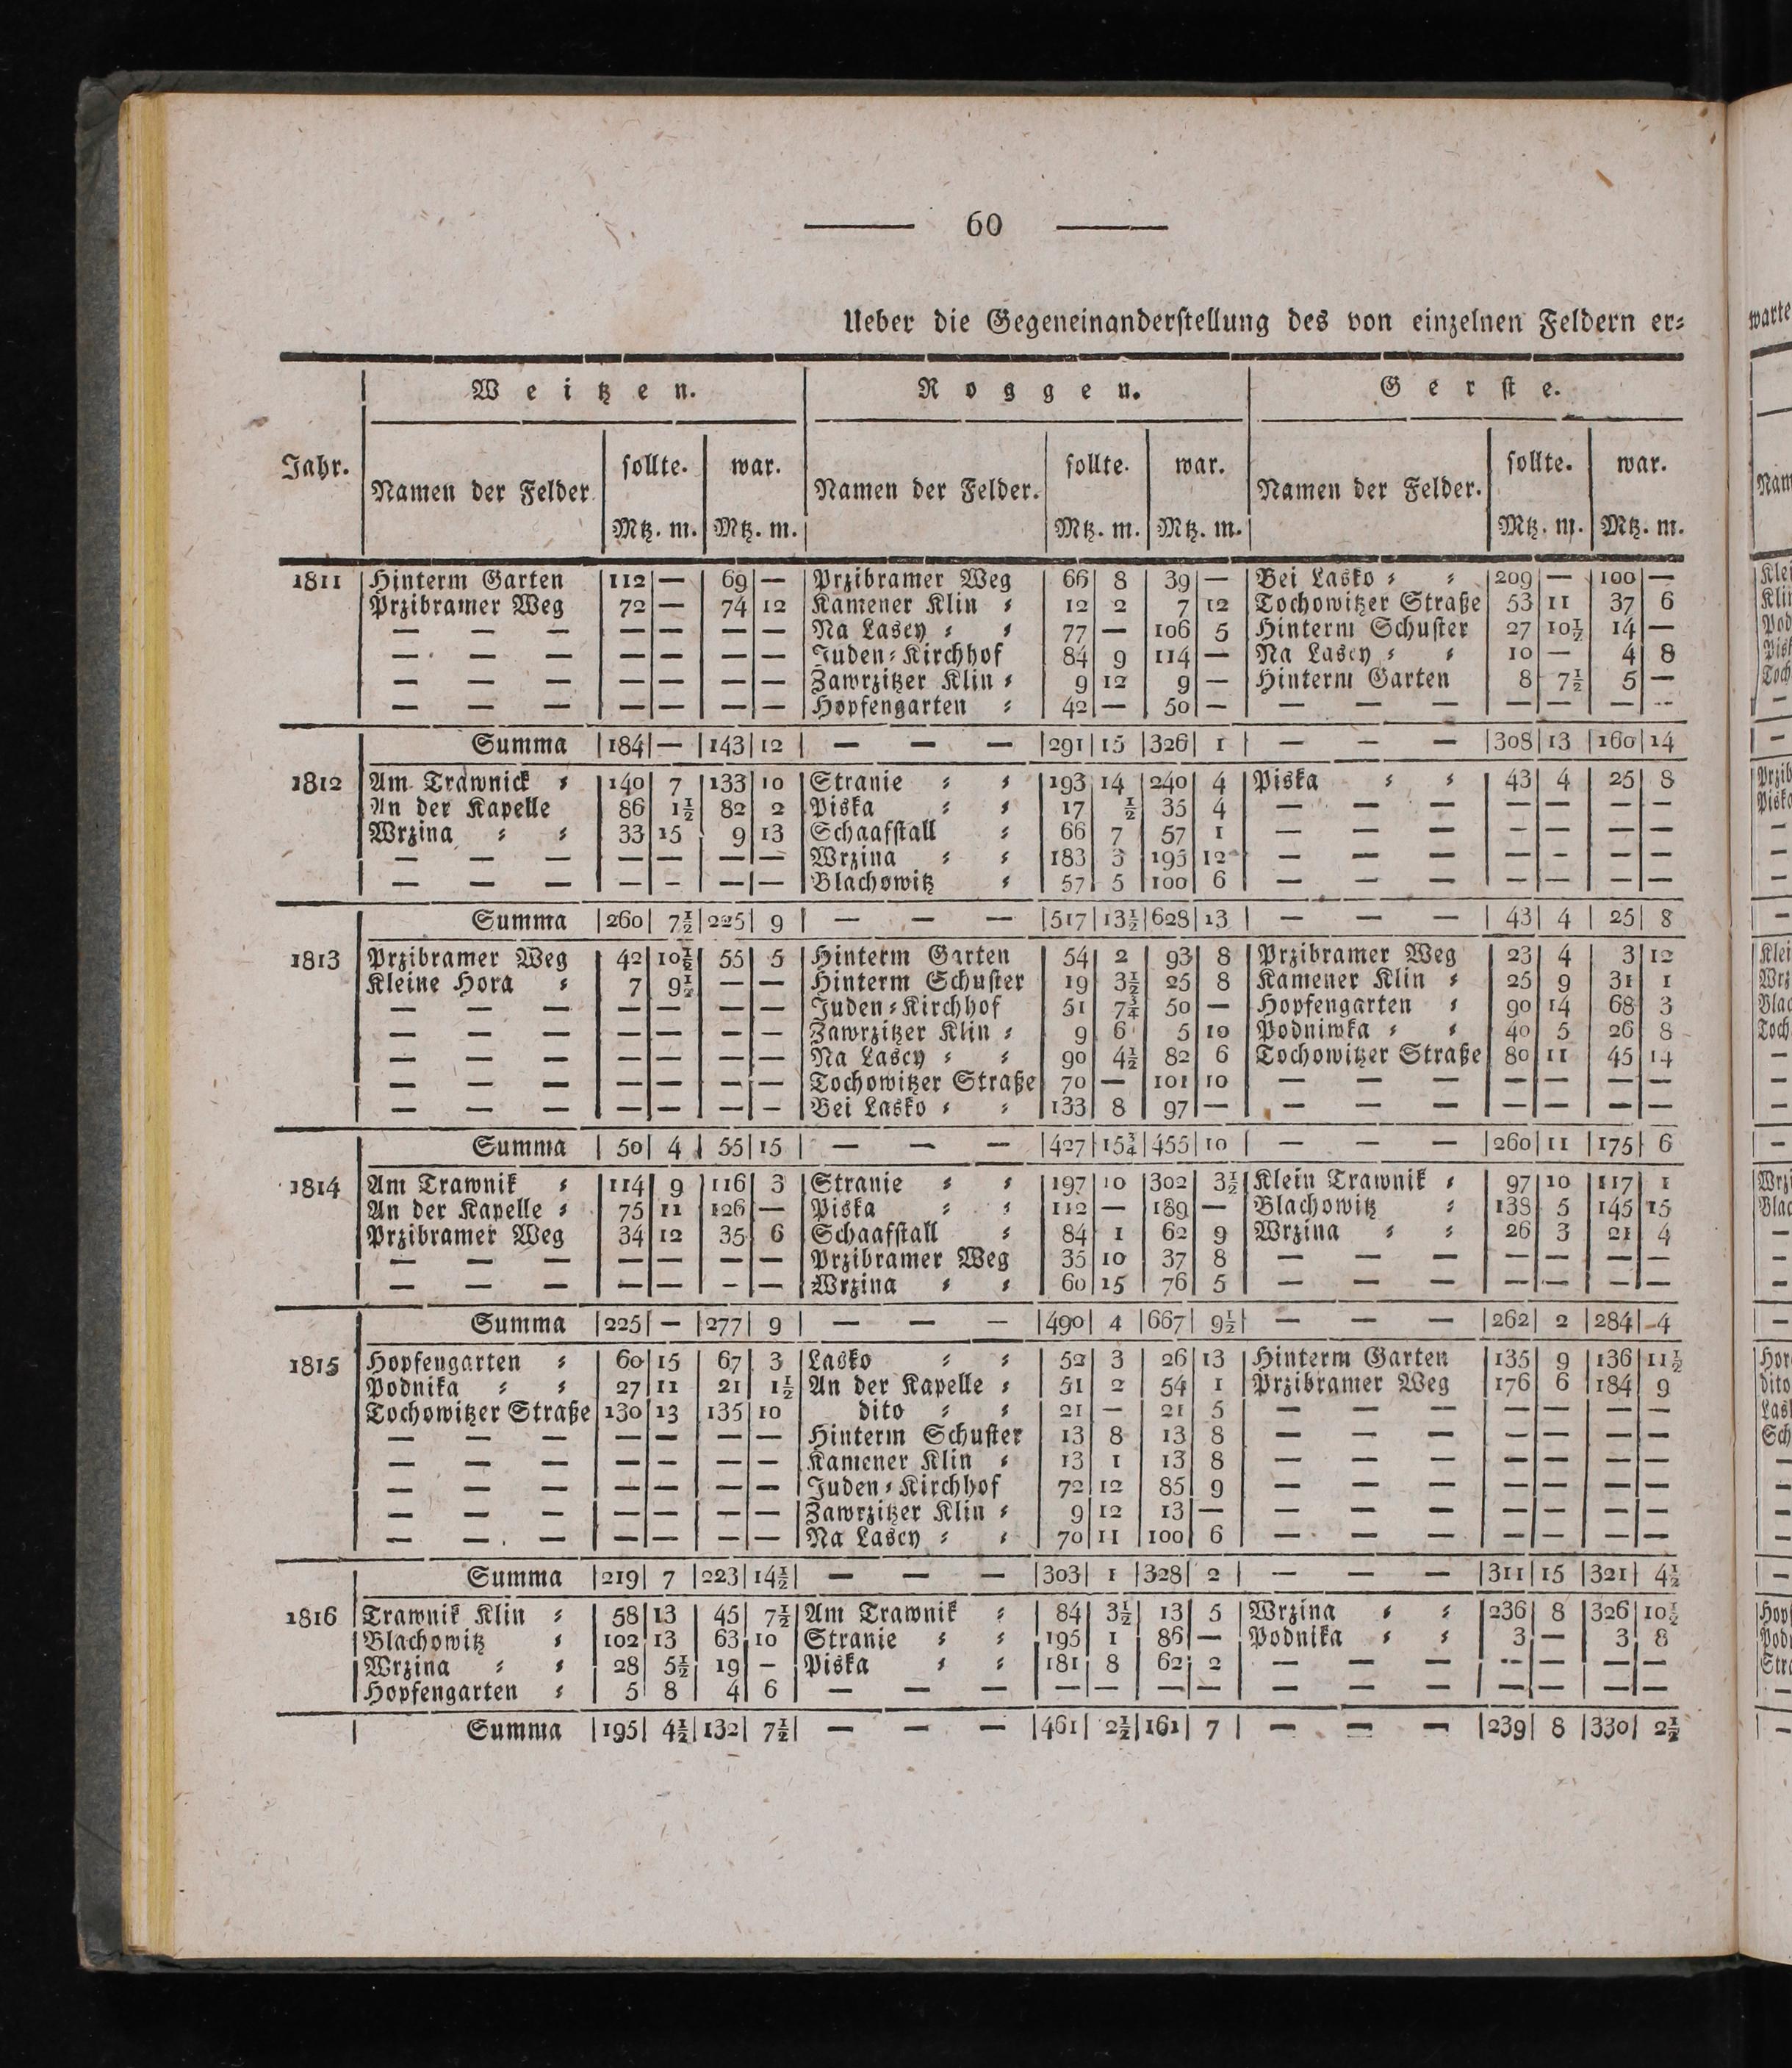 60
Ueber die Gegeneinanderstellung des von einzelnen Feldern er⸗
Weitzen. Roggen. Gerste.
Jahr. Namen der Felder sollte. war. Namen der Felder. sollte. war. Namen der Felder. sollte. war.
Mtz. m. Mtz. m. Mtz. m. Mtz. m. Mtz. m. Mtz. m.
1811 Hinterm Garten 112 — 69 — Przibramer Weg 66 8 39 — Bei Lasko ⸗ ⸗ 209 — 100 —
Przibramer Weg 72 — 74 12 Kamener Klin ⸗ 12 2 7 12 Tochowitzer Straße 53 11 37 6
— — — — — — — Na Lascy ⸗ ⸗ 77 — 106 5 Hinterm Schuster 27 10½ 14 —
— — — — — — — Juden⸗Kirchhof 84 9 114 — Na Lascy ⸗ ⸗ 10 — 4 8
— — — — — — — Zawrzitzer Klin ⸗ 9 12 9 — Hinterm Garten 8 7½ 5 —
— — — — — — — Hopfengarten ⸗ 42 — 50 — — — — — — — —
Summa 184 — 143 12 — — — 291 15 326 1 — — — 308 13 160 14
1812 Am Trawnick ⸗ 140 7 133 10 Stranie ⸗ ⸗ 193 14 240 4 Piska ⸗ ⸗ 43 4 25 8
An der Kapelle 86 1½ 82 2 Piska ⸗ ⸗ 17 ½ 35 4 — — — — — — —
Wrzina ⸗ ⸗ 33 15 9 13 Schaafstall ⸗ 66 7 57 1 — — — — — — —
— — — — — — — Wrzina ⸗ ⸗ 183 3 195 12 — — — — — — —
— — — — — — — Blachowitz ⸗ 57 5 100 6 — — — — — — —
Summa 260 7½ 225 9 — — — 517 13½ 628 13 — — — 43 4 25 8
1813 Przibramer Weg 42 10½ 55 5 Hinterm Garten 54 2 93 8 Przibramer Weg 23 4 3 12
Kleine Hora ⸗ 7 9½ — — Hinterm Schuster 19 3½ 25 8 Kamener Klin ⸗ 25 9 31 1
— — — — — — — Juden⸗Kirchhof 51 7¾ 50 — Hopfengarten ⸗ 90 14 68 3
— — — — — — — Zawrzitzer Klin ⸗ 9 6 5 10 Podniwka ⸗ ⸗ 40 5 26 8
— — — — — — — Na Lascy ⸗ ⸗ 90 4½ 82 6 Tochowitzer Straße 80 11 45 14
— — — — — — — Tochowitzer Straße 70 — 101 10 — — — — — — —
— — — — — — — Bei Lasko ⸗ ⸗ 133 8 97 — — — — — — — —
Summa 50 4 55 15 — — — 427 15¾ 455 10 — — — 260 11 175 6
1814 Am Trawnik ⸗ 114 9 116 3 Stranie ⸗ ⸗ 197 10 302 3½ Klein Trawnik ⸗ 97 10 117 1
An der Kapelle ⸗ 75 11 126 — Piska ⸗ ⸗ 112 — 189 — Blachowitz ⸗ 138 5 145 15
Przibramer Weg 34 12 35 6 Schaafstall ⸗ 84 1 62 9 Wrzina ⸗ ⸗ 26 3 21 4
— — — — — — — Przibramer Weg 35 10 37 8 — — — — — — —
— — — — — — — Wrzina ⸗ ⸗ 60 15 76 5 — — — — — — —
Summa 225 — 277 9 — — — 490 4 667 9½ — — — 262 2 284 4
1815 Hopfengarten ⸗ 60 15 67 3 Lasko ⸗ ⸗ 52 3 26 13 Hinterm Garten 135 9 136 11½
Podnika ⸗ ⸗ 27 11 21 1½ An der Kapelle ⸗ 51 2 54 1 Przibramer Weg 176 6 184 9
Tochowitzer Straße 130 13 135 10 dito ⸗ ⸗ 21 — 21 5 — — — — — — —
— — — — — — — Hinterm Schuster 13 8 13 8 — — — — — — —
— — — — — — — Kamener Klin ⸗ 13 1 13 8 — — — — — — —
— — — — — — — Juden⸗Kirchhof 72 12 85 9 — — — — — — —
— — — — — — — Zawrzitzer Klin ⸗ 9 12 13 — — — — — — — —
— — — — — — — Na Lascy ⸗ ⸗ 70 11 100 6 — — — — — — —
Summa 219 7 223 14½ — — — 303 1 328 2 — — — 311 15 321 4½
1816 Trawnik Klin ⸗ 58 13 45 7½ Am Trawnik ⸗ 84 3½ 13 5 Wrzina ⸗ ⸗ 236 8 326 10½
Blachowitz ⸗ 102 13 63 10 Stranie ⸗ ⸗ 195 1 86 — Podnika ⸗ ⸗ 3 — 3 8
Wrzina ⸗ ⸗ 28 5½ 19 — Piska ⸗ ⸗ 181 8 62 2 — — — — — — —
Hopfengarten ⸗ 5 8 4 6 — — — — — — — — — — — — — —
Summa 195 4½ 132 7½ — — — 461 2½ 161 7 — — — 239 8 330 2½